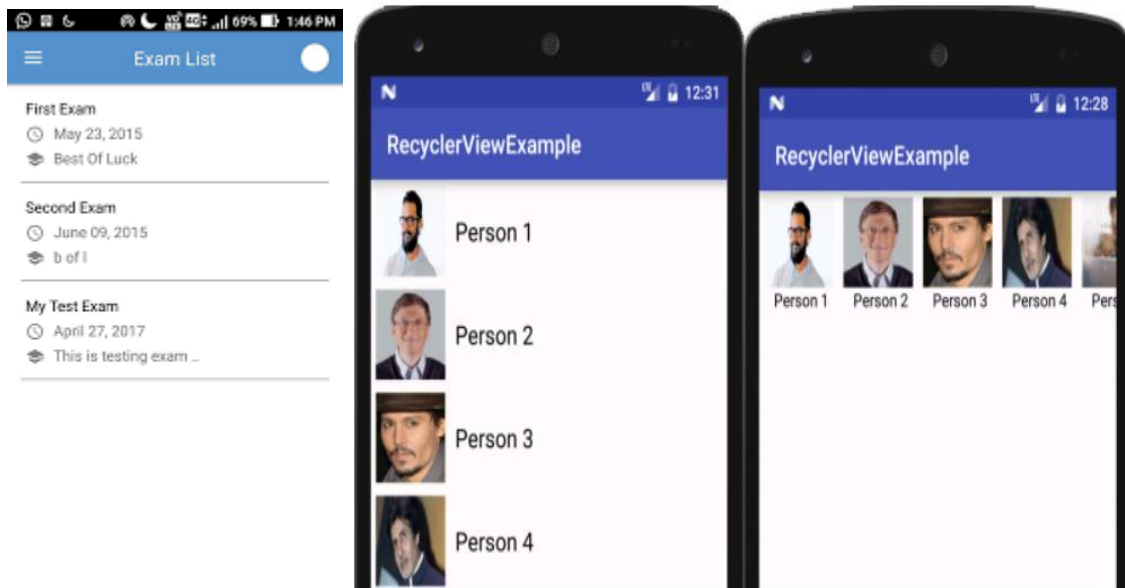 69% 1:46 PM
Exam List
First Exam
May 23, 2015
Best Of Luck
Second Exam
June 09, 2015
b of l
My Test Exam
April 27, 2017
This is testing exam ..
12:31
RecyclerViewExample
Person 1
Person 2
Person 3
Person 4
12:28
RecyclerViewExample
Person 1 Person 2 Person 3 Person 4 Pers